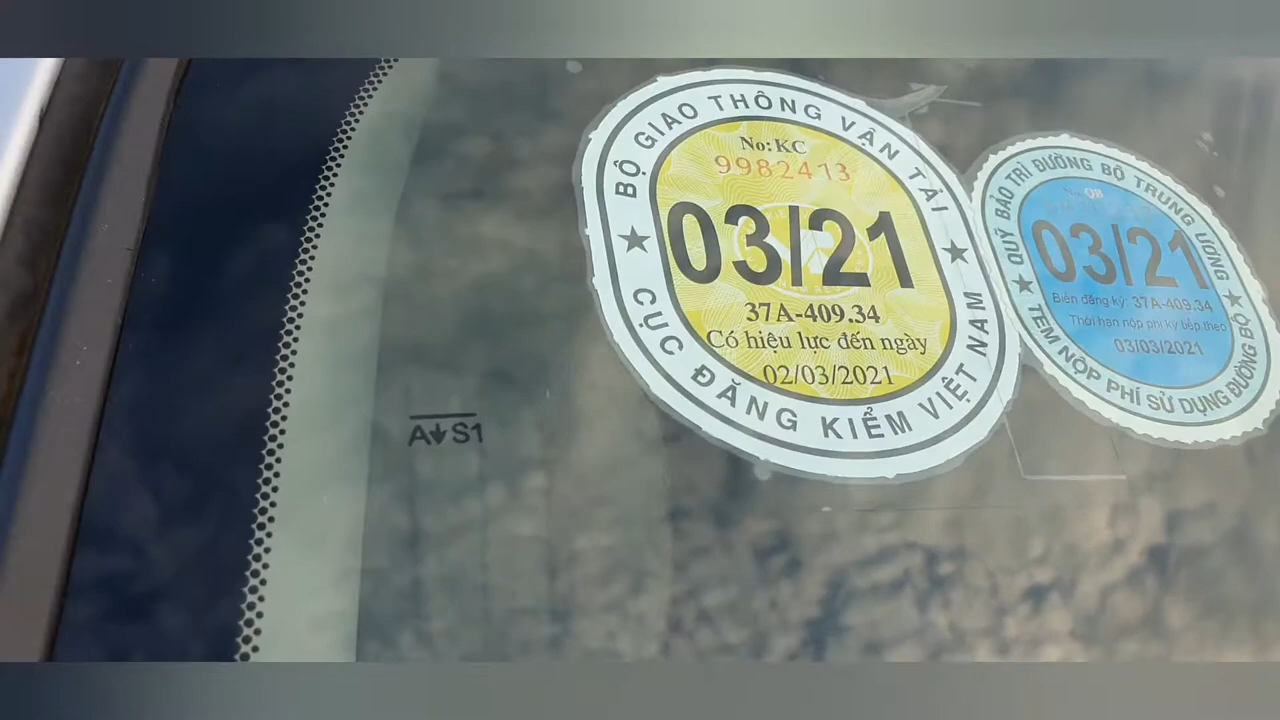 BỘ GIAO THÔNG VẬN TẢI
No: KC
9982413
03/21
37A-409.34
Có hiệu lực đến ngày
02/03/2021
CỤC ĐĂNG KIỂM VIỆT NAM
QUỸ BẢO TRÌ ĐƯỜNG BỘ TRUNG ƯƠNG
No: QB
03/21
Biển đăng ký: 37A-409.34
Thời hạn nộp phí kỳ tiếp theo
03/03/2021
TEM NỘP PHÍ SỬ DỤNG ĐƯỜNG BỘ
A↓S1